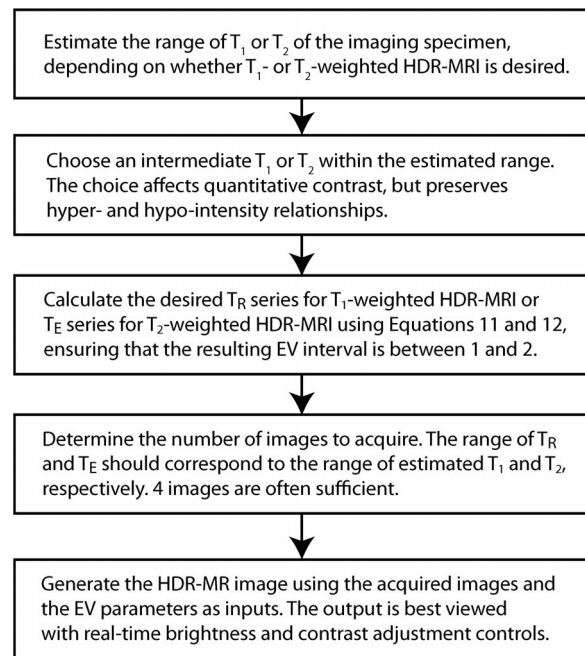 Estimate the range of T₁ or T₂ of the imaging specimen,
depending on whether T₁- or T₂-weighted HDR-MRI is desired.
Choose an intermediate T₁ or T₂ within the estimated range.
The choice affects quantitative contrast, but preserves
hyper- and hypo-intensity relationships.
Calculate the desired T_R series for T₁-weighted HDR-MRI or
T_E series for T₂-weighted HDR-MRI using Equations 11 and 12,
ensuring that the resulting EV interval is between 1 and 2.
Determine the number of images to acquire. The range of T_R
and T_E should correspond to the range of estimated T₁ and T₂,
respectively. 4 images are often sufficient.
Generate the HDR-MR image using the acquired images and
the EV parameters as inputs. The output is best viewed
with real-time brightness and contrast adjustment controls.